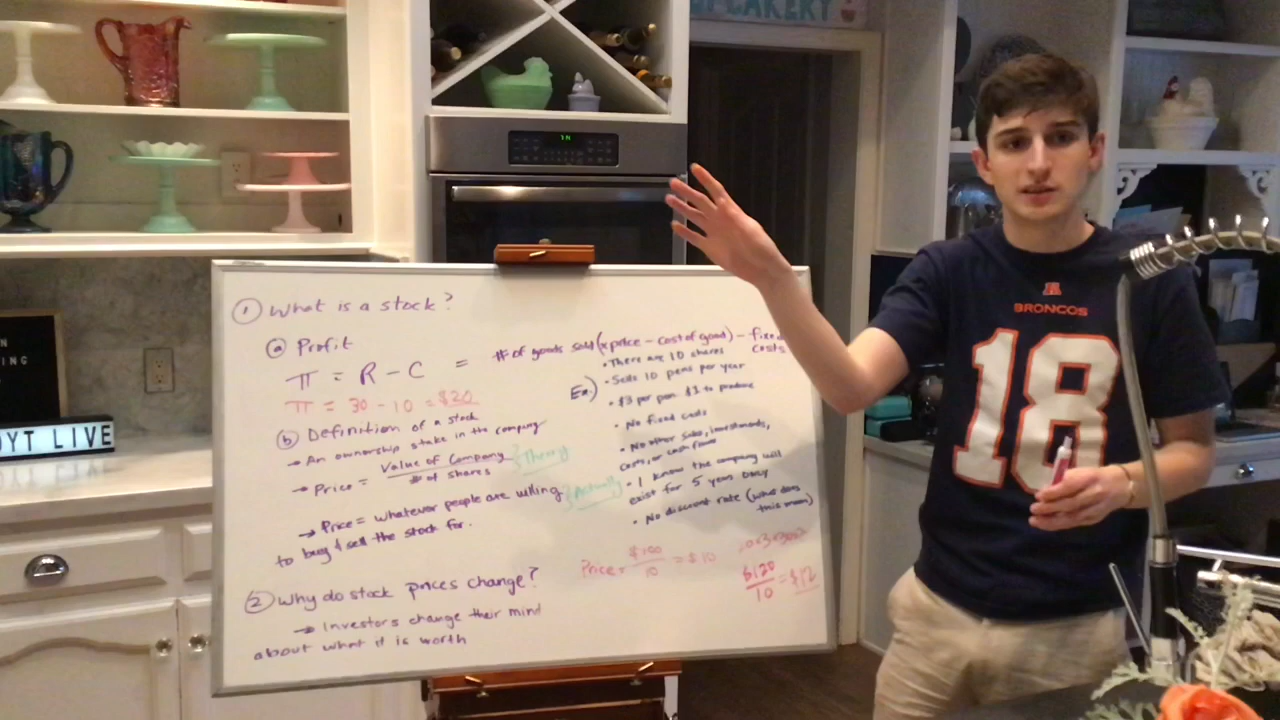 CUPCAKERY
① What is a stock?
ⓐ Profit
π = R - C = # of goods sold (price - cost of good) - fixed costs
π = 30 - 10 = $20
ⓑ Definition of a stock
→ An ownership stake in the company
→ Price = Value of Company / # of shares } Theory
→ Price = whatever people are willing } Actually
to buy & sell the stock for.
② Why do stock prices change?
→ Investors change their mind
about what it is worth
Ex)
• There are 10 shares
• Sells 10 pens per year
• $3 per pen. $1 to produce
• No fixed costs
• No other sales, investments,
costs, or cash flows
• I know the company will
exist for 5 years only
• No discount rate (what does
this mean)
Price = $100 / 10 = $10
$120 / 10 = $12
YT LIVE
BRONCOS
18